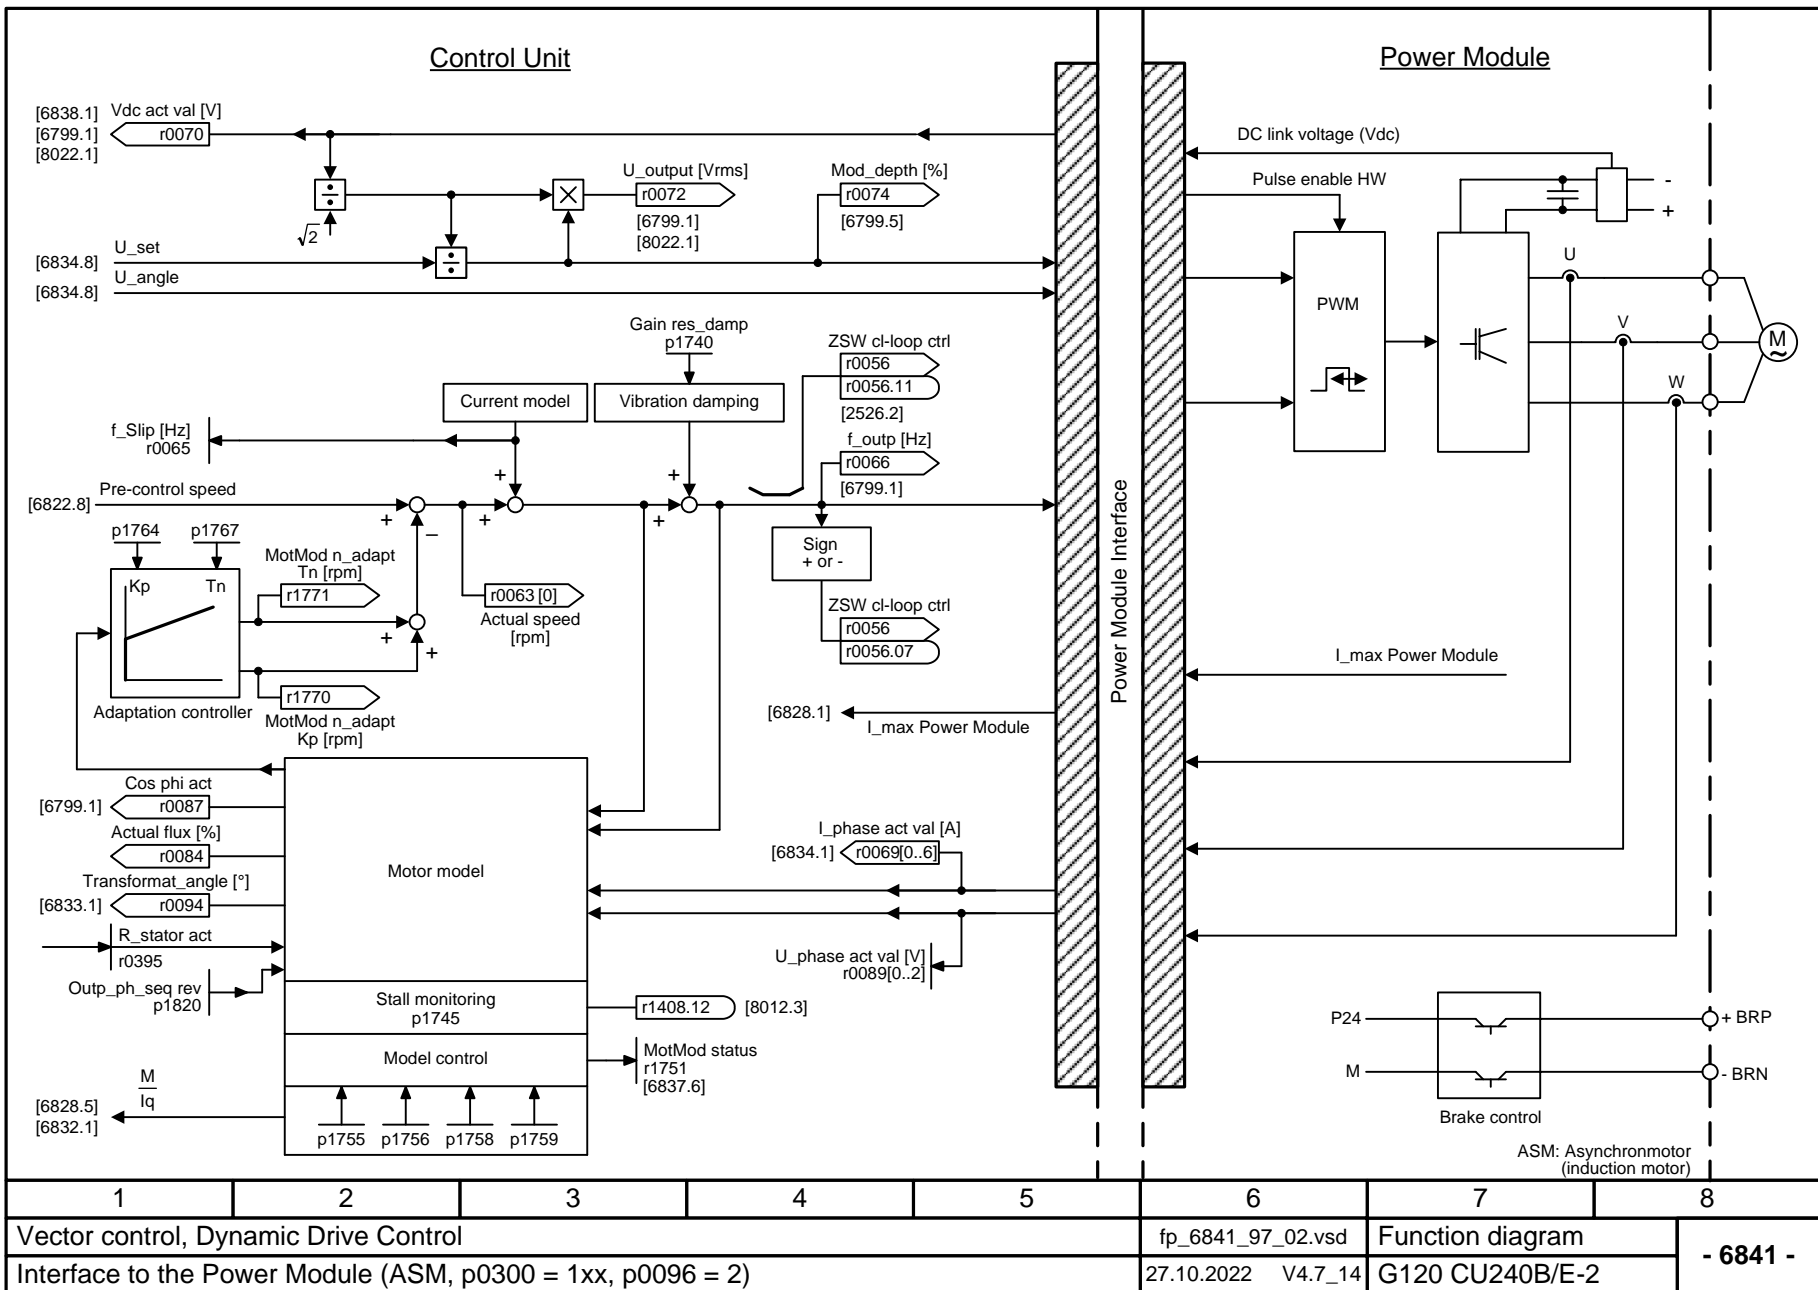 Control Unit
Power Module
[6838.1]
[6799.1]
[8022.1]
Vdc act val [V]
r0070
÷
√2
U_output [Vrms]
r0072
[6799.1]
[8022.1]
Mod_depth [%]
r0074
[6799.5]
×
U_set
[6834.8]
÷
U_angle
[6834.8]
Gain res_damp
p1740
ZSW cl-loop ctrl
r0056
r0056.11
[2526.2]
Current model
Vibration damping
f_Slip [Hz]
r0065
f_outp [Hz]
r0066
[6799.1]
+
+
Pre-control speed
[6822.8]
+
–
+
+
p1764
p1767
Kp
Tn
Adaptation controller
MotMod n_adapt
Tn [rpm]
r1771
+
+
r1770
MotMod n_adapt
Kp [rpm]
r0063 [0]
Actual speed
[rpm]
Sign
+ or -
ZSW cl-loop ctrl
r0056
r0056.07
[6828.1]
I_max Power Module
Cos phi act
[6799.1]
r0087
Actual flux [%]
r0084
Transformat_angle [°]
[6833.1]
r0094
R_stator act
r0395
Outp_ph_seq rev
p1820
Motor model
Stall monitoring
p1745
Model control
p1755
p1756
p1758
p1759
M
Iq
[6828.5]
[6832.1]
I_phase act val [A]
[6834.1]
r0069[0..6]
U_phase act val [V]
r0089[0..2]
r1408.12
[8012.3]
MotMod status
r1751
[6837.6]
Power Module Interface
DC link voltage (Vdc)
Pulse enable HW
-
+
PWM
U
V
W
M
~
I_max Power Module
P24
M
+ BRP
- BRN
Brake control
ASM: Asynchronmotor
(induction motor)
1
2
3
4
5
6
7
8
Vector control, Dynamic Drive Control
fp_6841_97_02.vsd
Function diagram
- 6841 -
Interface to the Power Module (ASM, p0300 = 1xx, p0096 = 2)
27.10.2022
V4.7_14
G120 CU240B/E-2